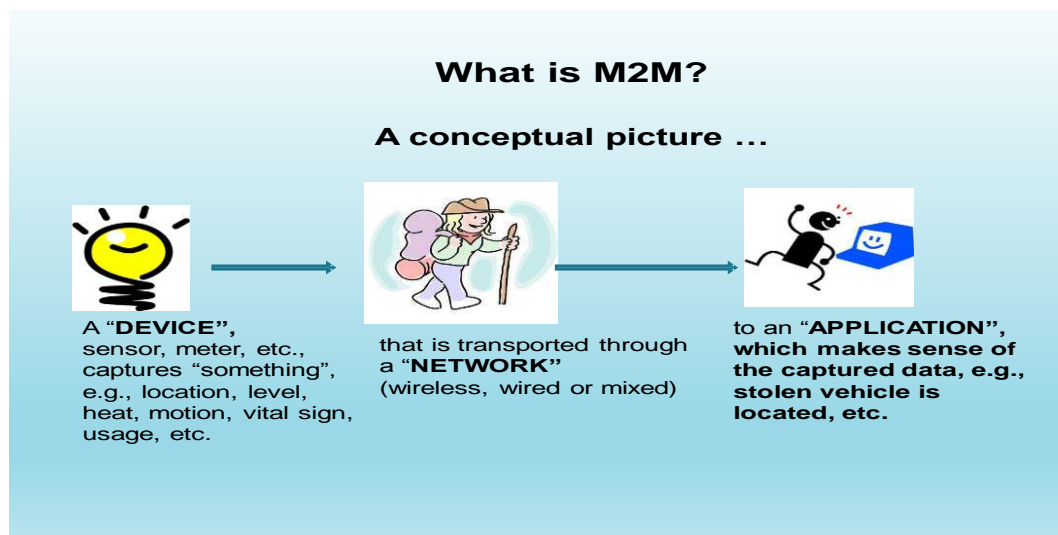 What is M2M?
A conceptual picture …
A “DEVICE”,
sensor, meter, etc.,
captures “something”,
e.g., location, level,
heat, motion, vital sign,
usage, etc.
that is transported through
a “NETWORK”
(wireless, wired or mixed)
to an “APPLICATION”,
which makes sense of
the captured data, e.g.,
stolen vehicle is
located, etc.